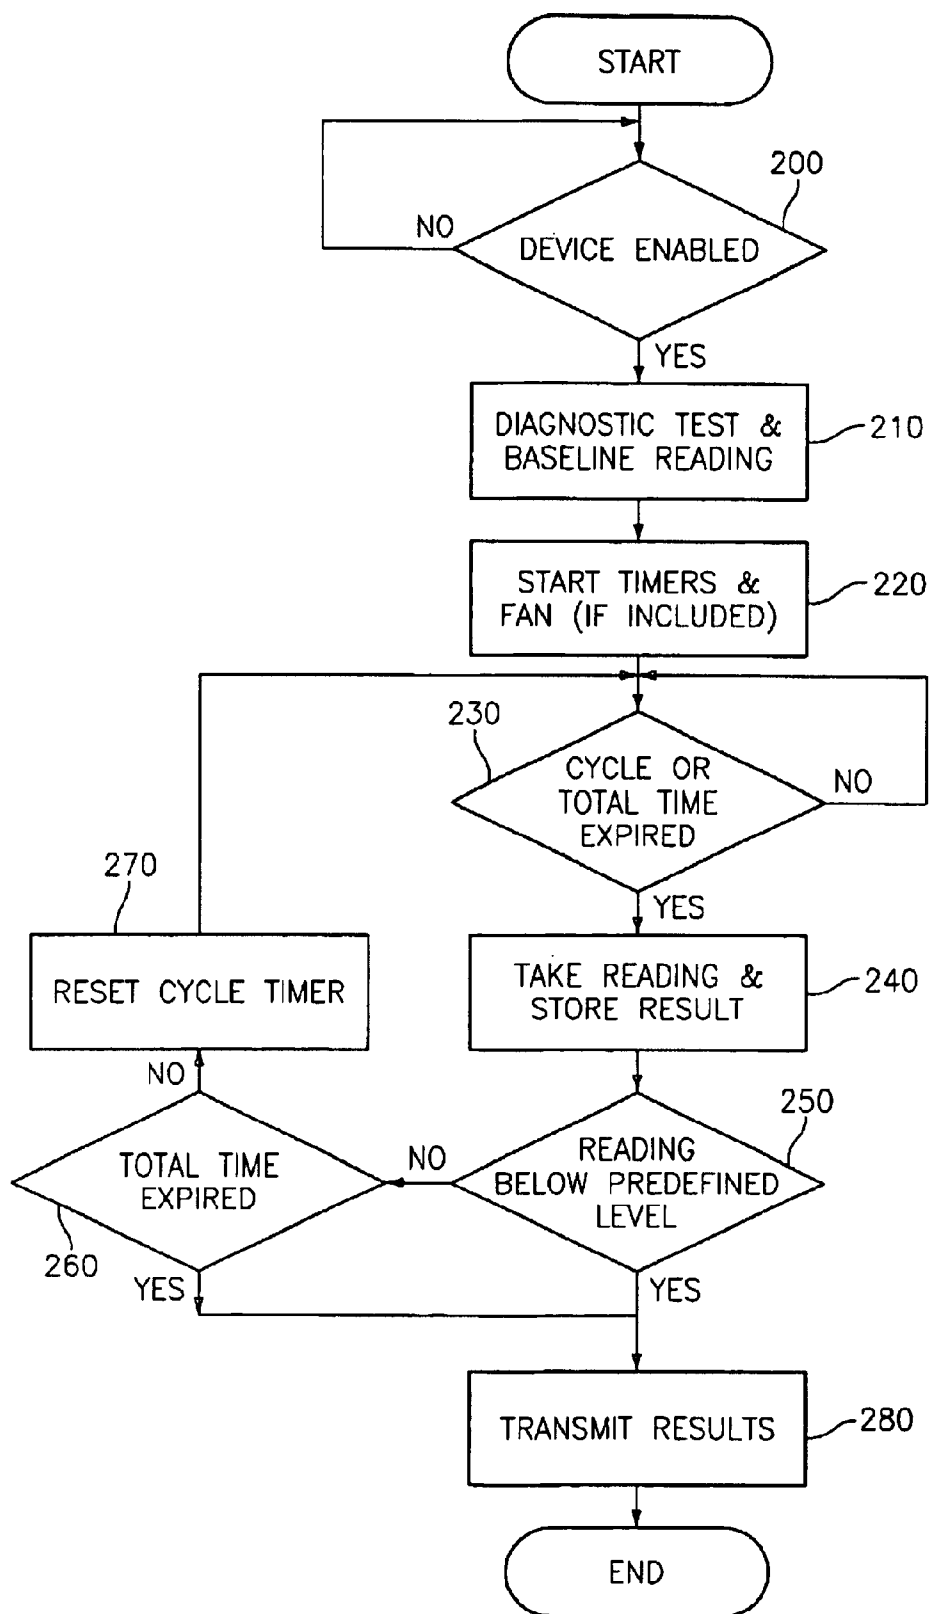 START
200
NO
DEVICE ENABLED
YES
DIAGNOSTIC TEST &
BASELINE READING
210
START TIMERS &
FAN (IF INCLUDED)
220
230
CYCLE OR
TOTAL TIME
EXPIRED
NO
YES
270
RESET CYCLE TIMER
TAKE READING &
STORE RESULT
240
NO
250
READING
BELOW PREDEFINED
LEVEL
NO
TOTAL TIME
EXPIRED
260
YES
YES
TRANSMIT RESULTS
280
END